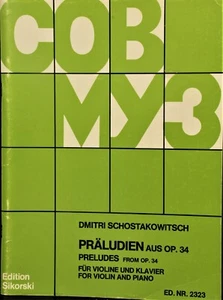 СОВ
МУЗ
DMITRI SCHOSTAKOWITSCH
PRÄLUDIEN AUS OP. 34
PRELUDES FROM OP. 34
FÜR VIOLINE UND KLAVIER
FOR VIOLIN AND PIANO
Edition
Sikorski
ED. NR. 2323